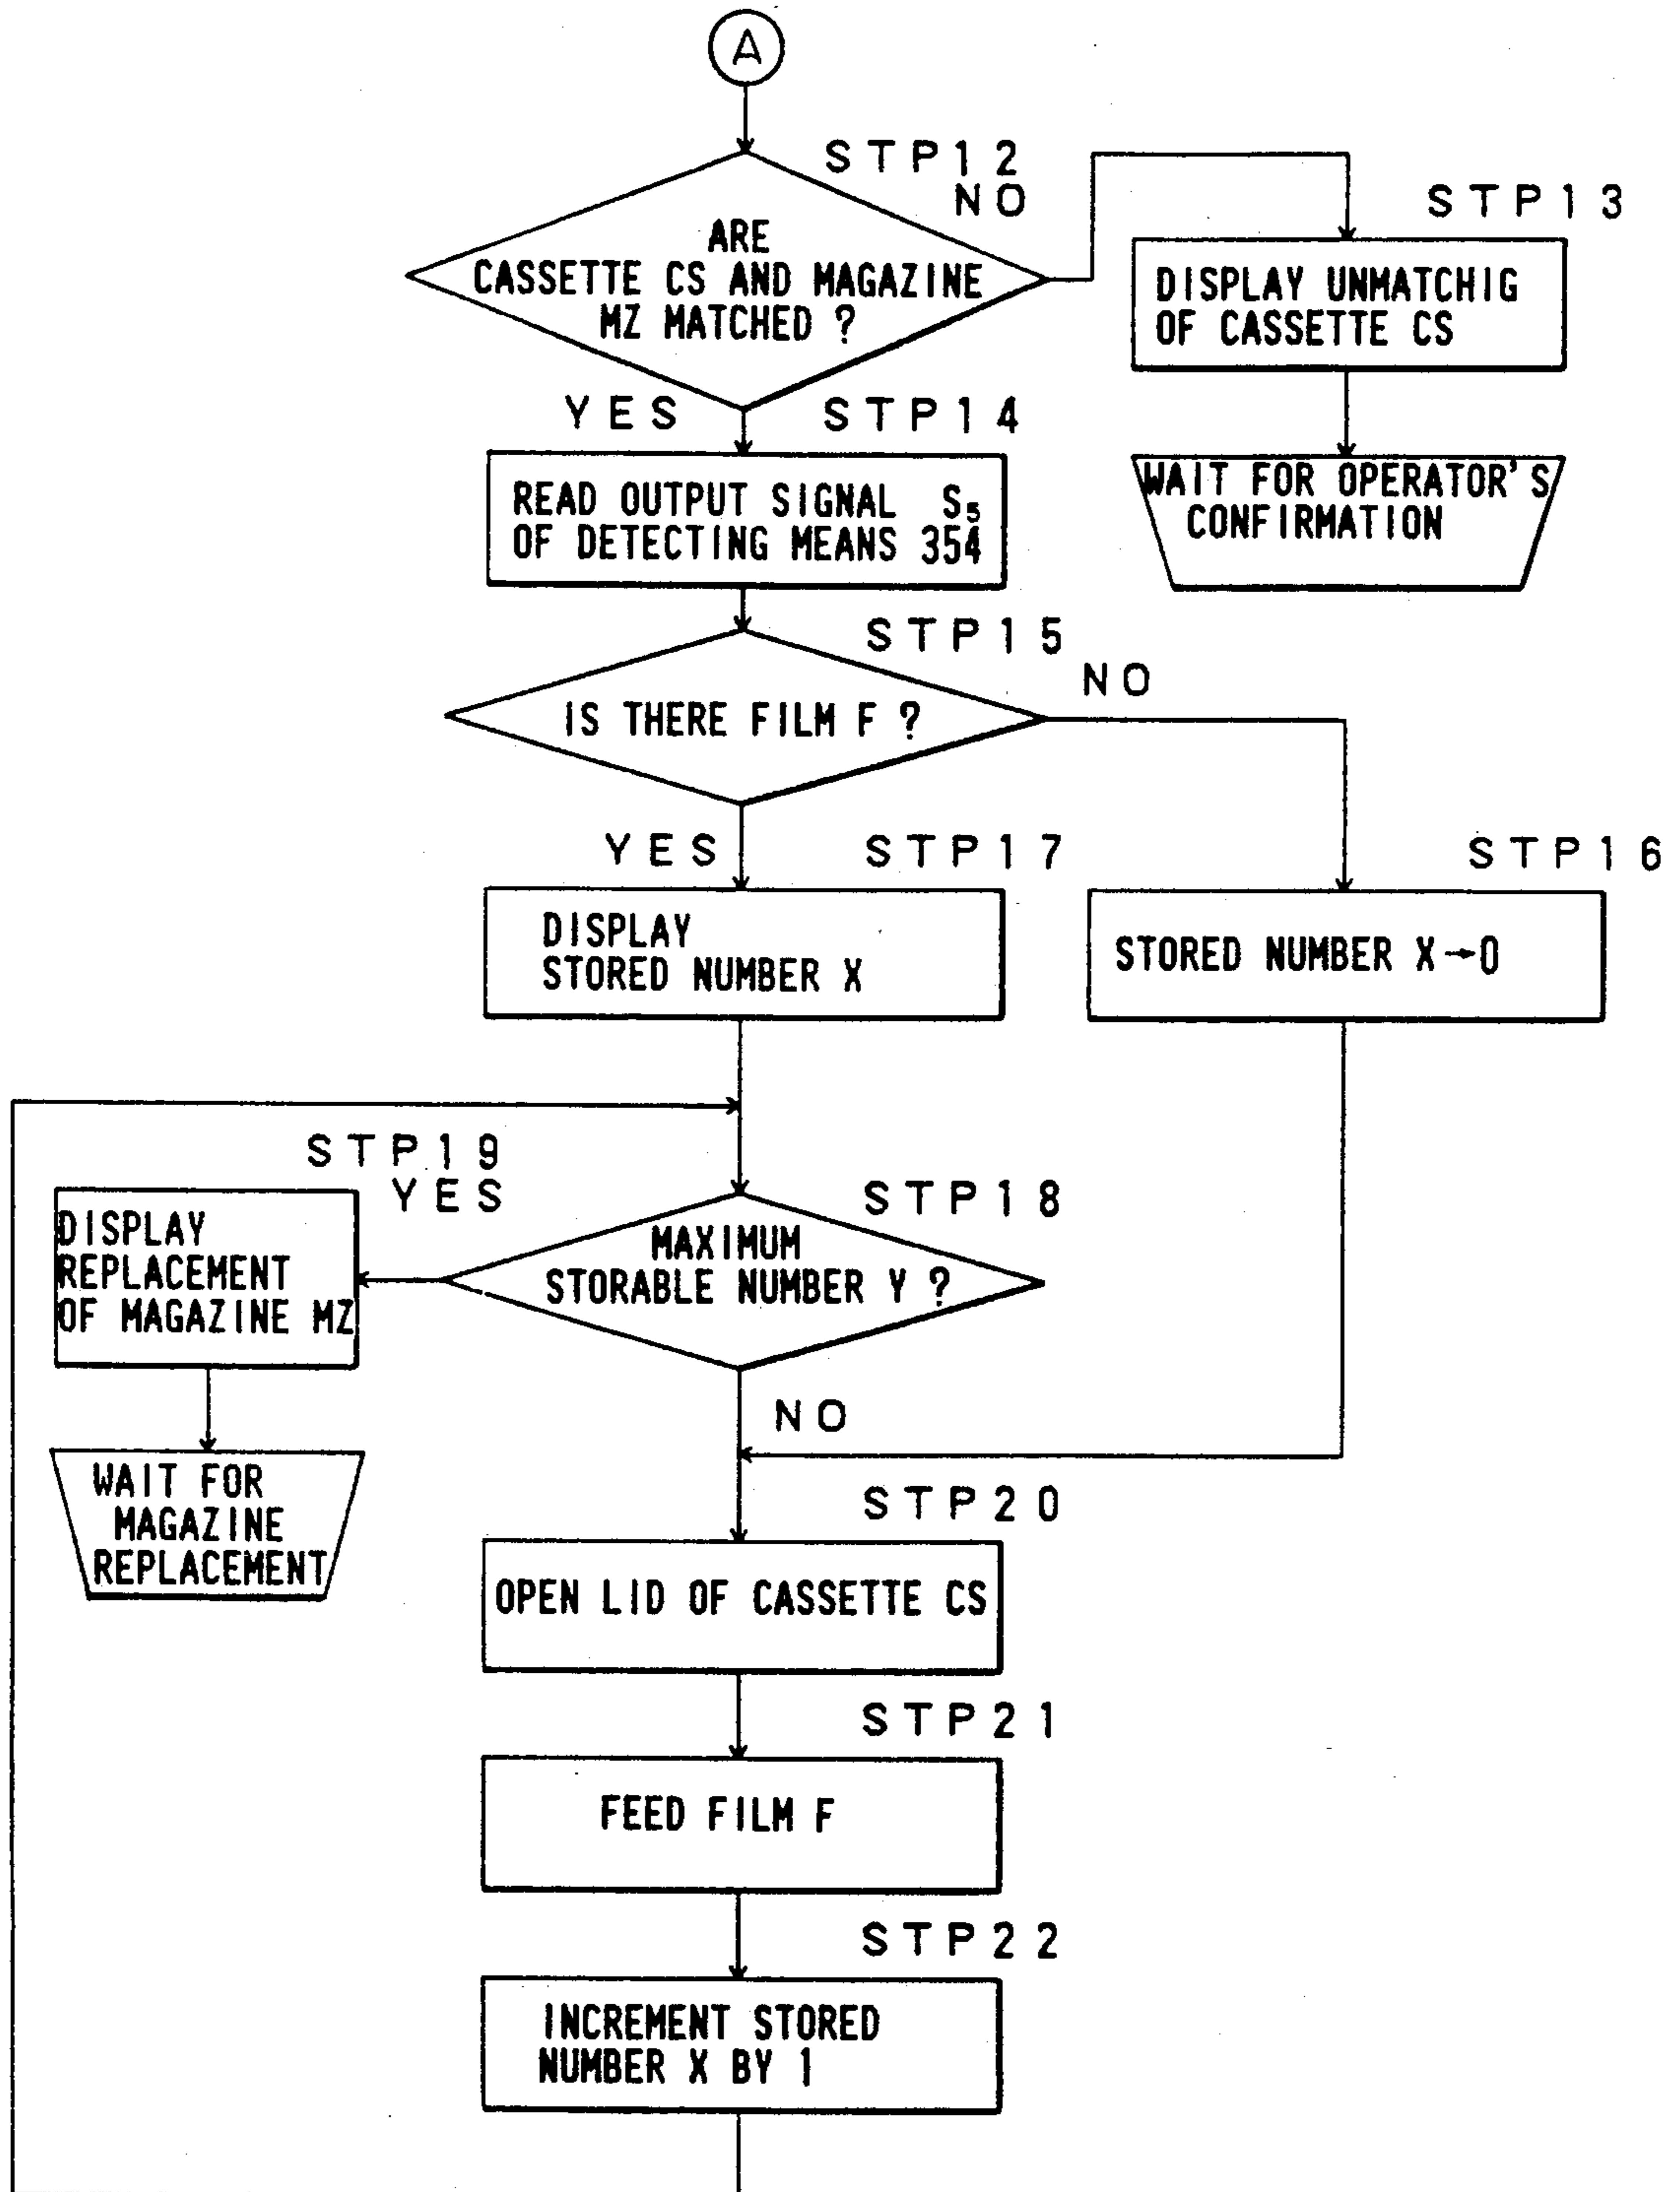 A
STP12
NO
ARE
CASSETTE CS AND MAGAZINE
MZ MATCHED ?
STP13
DISPLAY UNMATCHIG
OF CASSETTE CS
WAIT FOR OPERATOR'S
CONFIRMATION
YES
STP14
READ OUTPUT SIGNAL S5
OF DETECTING MEANS 354
STP15
IS THERE FILM F ?
NO
YES
STP17
DISPLAY
STORED NUMBER X
STP16
STORED NUMBER X→0
STP19
YES
DISPLAY
REPLACEMENT
OF MAGAZINE MZ
STP18
MAXIMUM
STORABLE NUMBER Y ?
NO
WAIT FOR
MAGAZINE
REPLACEMENT
STP20
OPEN LID OF CASSETTE CS
STP21
FEED FILM F
STP22
INCREMENT STORED
NUMBER X BY 1